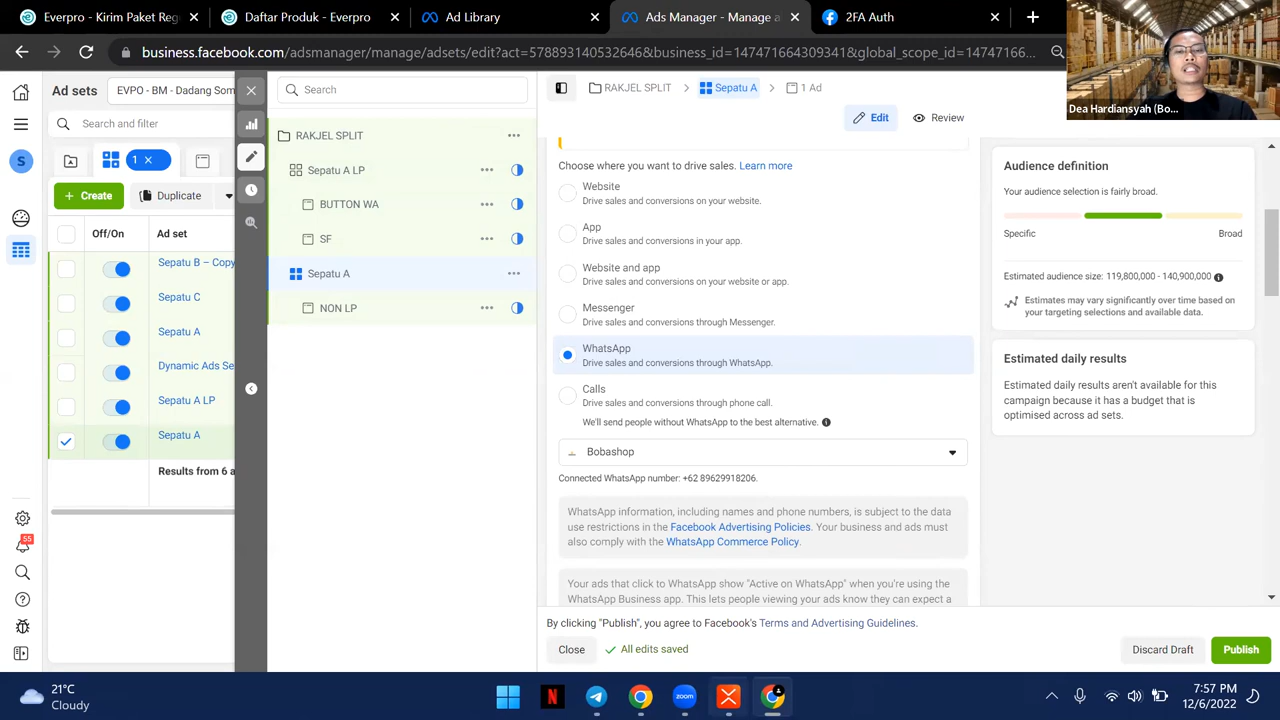 Everpro - Kirim Paket Reg
Daftar Produk - Everpro
Ad Library
Ads Manager - Manage a
2FA Auth
business.facebook.com/adsmanager/manage/adsets/edit?act=578893140532646&business_id=1474716643093418&global_scope_id=14747166...
Dea Hardiansyah (Bo...
Ad sets
EVPO - BM - Dadang Som
Search and filter
1
Create
Duplicate
Off/On
Ad set
Sepatu B – Copy
Sepatu C
Sepatu A
Dynamic Ads Se
Sepatu A LP
Sepatu A
Results from 6 a
55
Search
RAKJEL SPLIT
Sepatu A LP
BUTTON WA
SF
Sepatu A
NON LP
RAKJEL SPLIT
Sepatu A
1 Ad
Edit
Review
Choose where you want to drive sales. Learn more
Website
Drive sales and conversions on your website.
App
Drive sales and conversions in your app.
Website and app
Drive sales and conversions on your website or app.
Messenger
Drive sales and conversions through Messenger.
WhatsApp
Drive sales and conversions through WhatsApp.
Calls
Drive sales and conversions through phone call.
We'll send people without WhatsApp to the best alternative.
Bobashop
Connected WhatsApp number: +62 89629918206.
WhatsApp information, including names and phone numbers, is subject to the data
use restrictions in the Facebook Advertising Policies. Your business and ads must
also comply with the WhatsApp Commerce Policy.
Your ads that click to WhatsApp show "Active on WhatsApp" when you're using the
WhatsApp Business app. This lets people viewing your ads know they can expect a
By clicking "Publish", you agree to Facebook's Terms and Advertising Guidelines.
Close
All edits saved
Discard Draft
Publish
Audience definition
Your audience selection is fairly broad.
Specific
Broad
Estimated audience size: 119,800,000 - 140,900,000
Estimates may vary significantly over time based on
your targeting selections and available data.
Estimated daily results
Estimated daily results aren't available for this
campaign because it has a budget that is
optimised across ad sets.
21°C
Cloudy
zoom
7:57 PM
12/6/2022